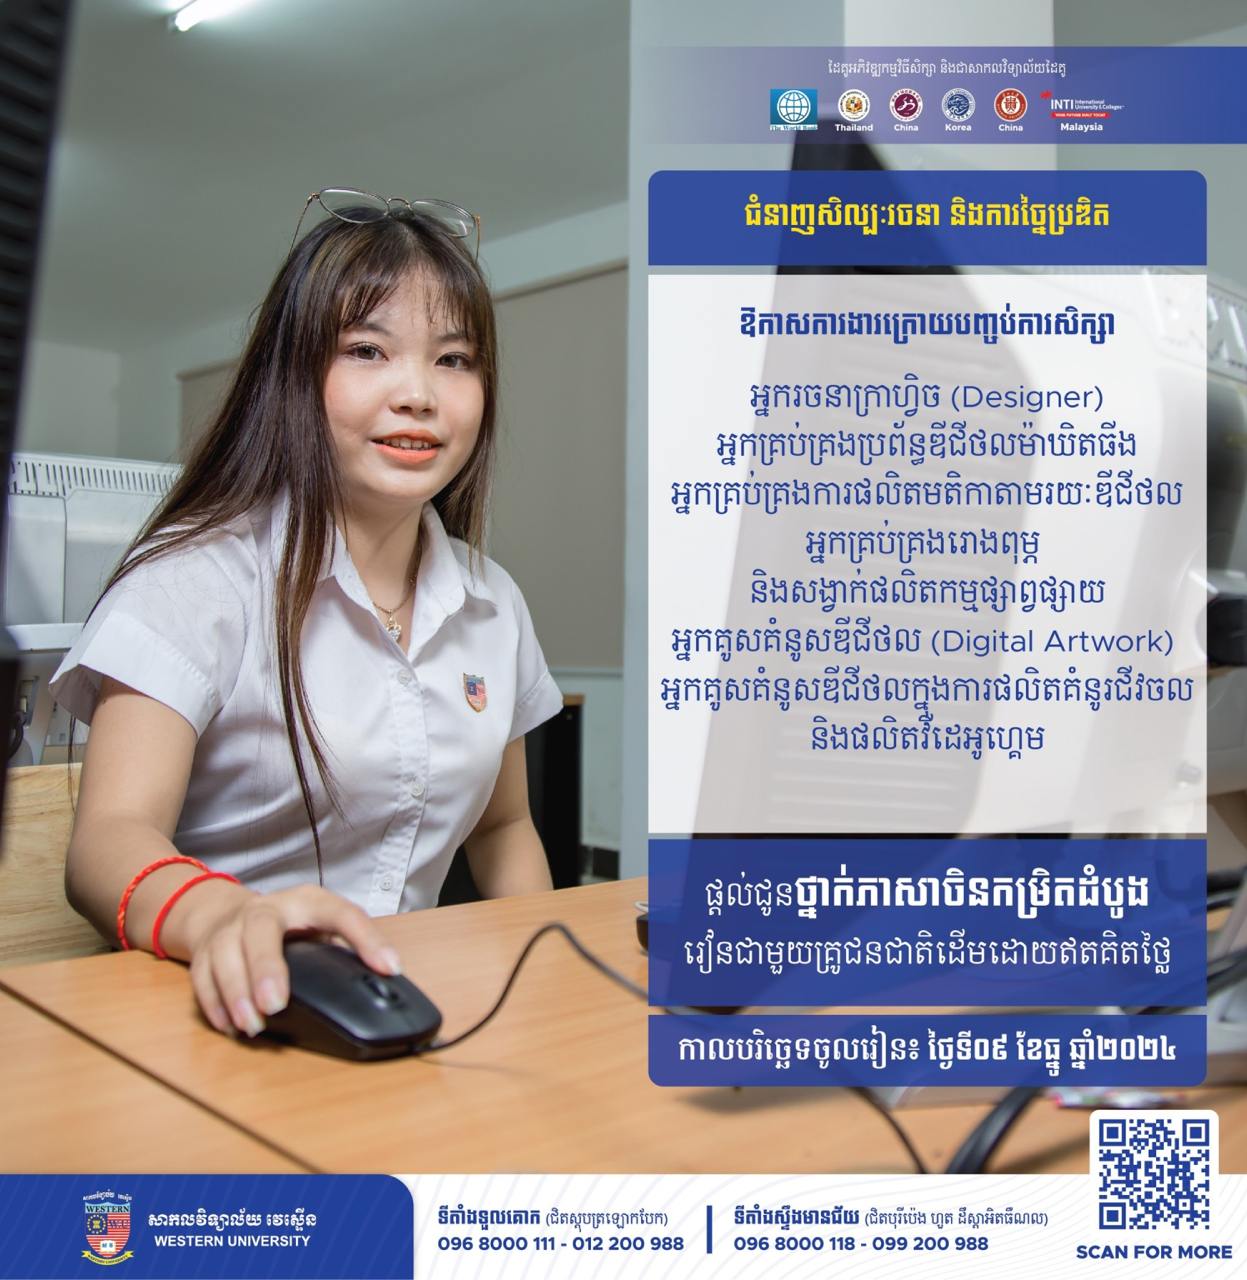 ដៃគូអភិវឌ្ឍកម្មវិធីសិក្សា និងជាសាកលវិទ្យាល័យដៃគូ
The World Bank
Thailand
China
Korea
China
INTI International University & Colleges
Malaysia
ជំនាញសិល្បៈរចនា និងការច្នៃប្រឌិត
ឱកាសការងារក្រោយបញ្ចប់ការសិក្សា
អ្នករចនាក្រាហ្វិច (Designer)
អ្នកគ្រប់គ្រងប្រព័ន្ធឌីជីថលម៉ាឃិតធីង
អ្នកគ្រប់គ្រងការផលិតមតិកាតាមរយៈឌីជីថល
អ្នកគ្រប់គ្រងរោងពុម្ភ
និងសង្វាក់ផលិតកម្មផ្សាព្វផ្សាយ
អ្នកគូសគំនូសឌីជីថល (Digital Artwork)
អ្នកគូសគំនូសឌីជីថលក្នុងការផលិតគំនូរជីវចល
និងផលិតវីដេអូហ្គេម
ផ្តល់ជូនថ្នាក់ភាសាចិនកម្រិតដំបូង
រៀនជាមួយគ្រូជនជាតិដើមដោយឥតគិតថ្លៃ
កាលបរិច្ឆេទចូលរៀន៖ ថ្ងៃទី០៩ ខែធ្នូ ឆ្នាំ២០២៤
សាកលវិទ្យាល័យ វេស្ទើន
WESTERN UNIVERSITY
WESTERN
ទីតាំងទួលគោក (ជិតស្តុបត្រឡោកបែក)
096 8000 111 - 012 200 988
ទីតាំងស្ទឹងមានជ័យ (ជិតបុរីប៉េង ហួត ដឹស្តាអិតធឺណល)
096 8000 118 - 099 200 988
SCAN FOR MORE